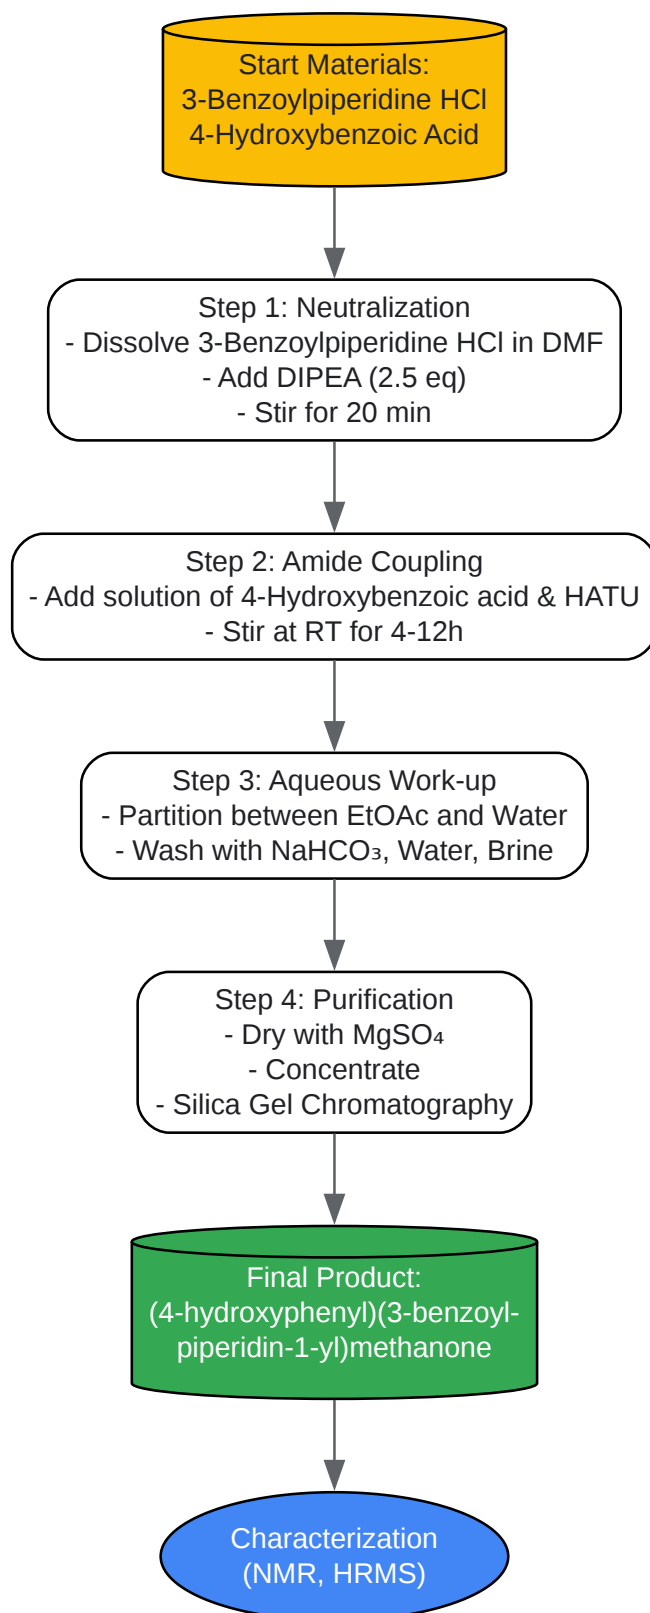 Start Materials:
3-Benzoylpiperidine HCl
4-Hydroxybenzoic Acid
Step 1: Neutralization
- Dissolve 3-Benzoylpiperidine HCl in DMF
- Add DIPEA (2.5 eq)
- Stir for 20 min
Step 2: Amide Coupling
- Add solution of 4-Hydroxybenzoic acid & HATU
- Stir at RT for 4-12h
Step 3: Aqueous Work-up
- Partition between EtOAc and Water
- Wash with NaHCO₃, Water, Brine
Step 4: Purification
- Dry with MgSO₄
- Concentrate
- Silica Gel Chromatography
Final Product:
(4-hydroxyphenyl)(3-benzoyl-
piperidin-1-yl)methanone
Characterization
(NMR, HRMS)